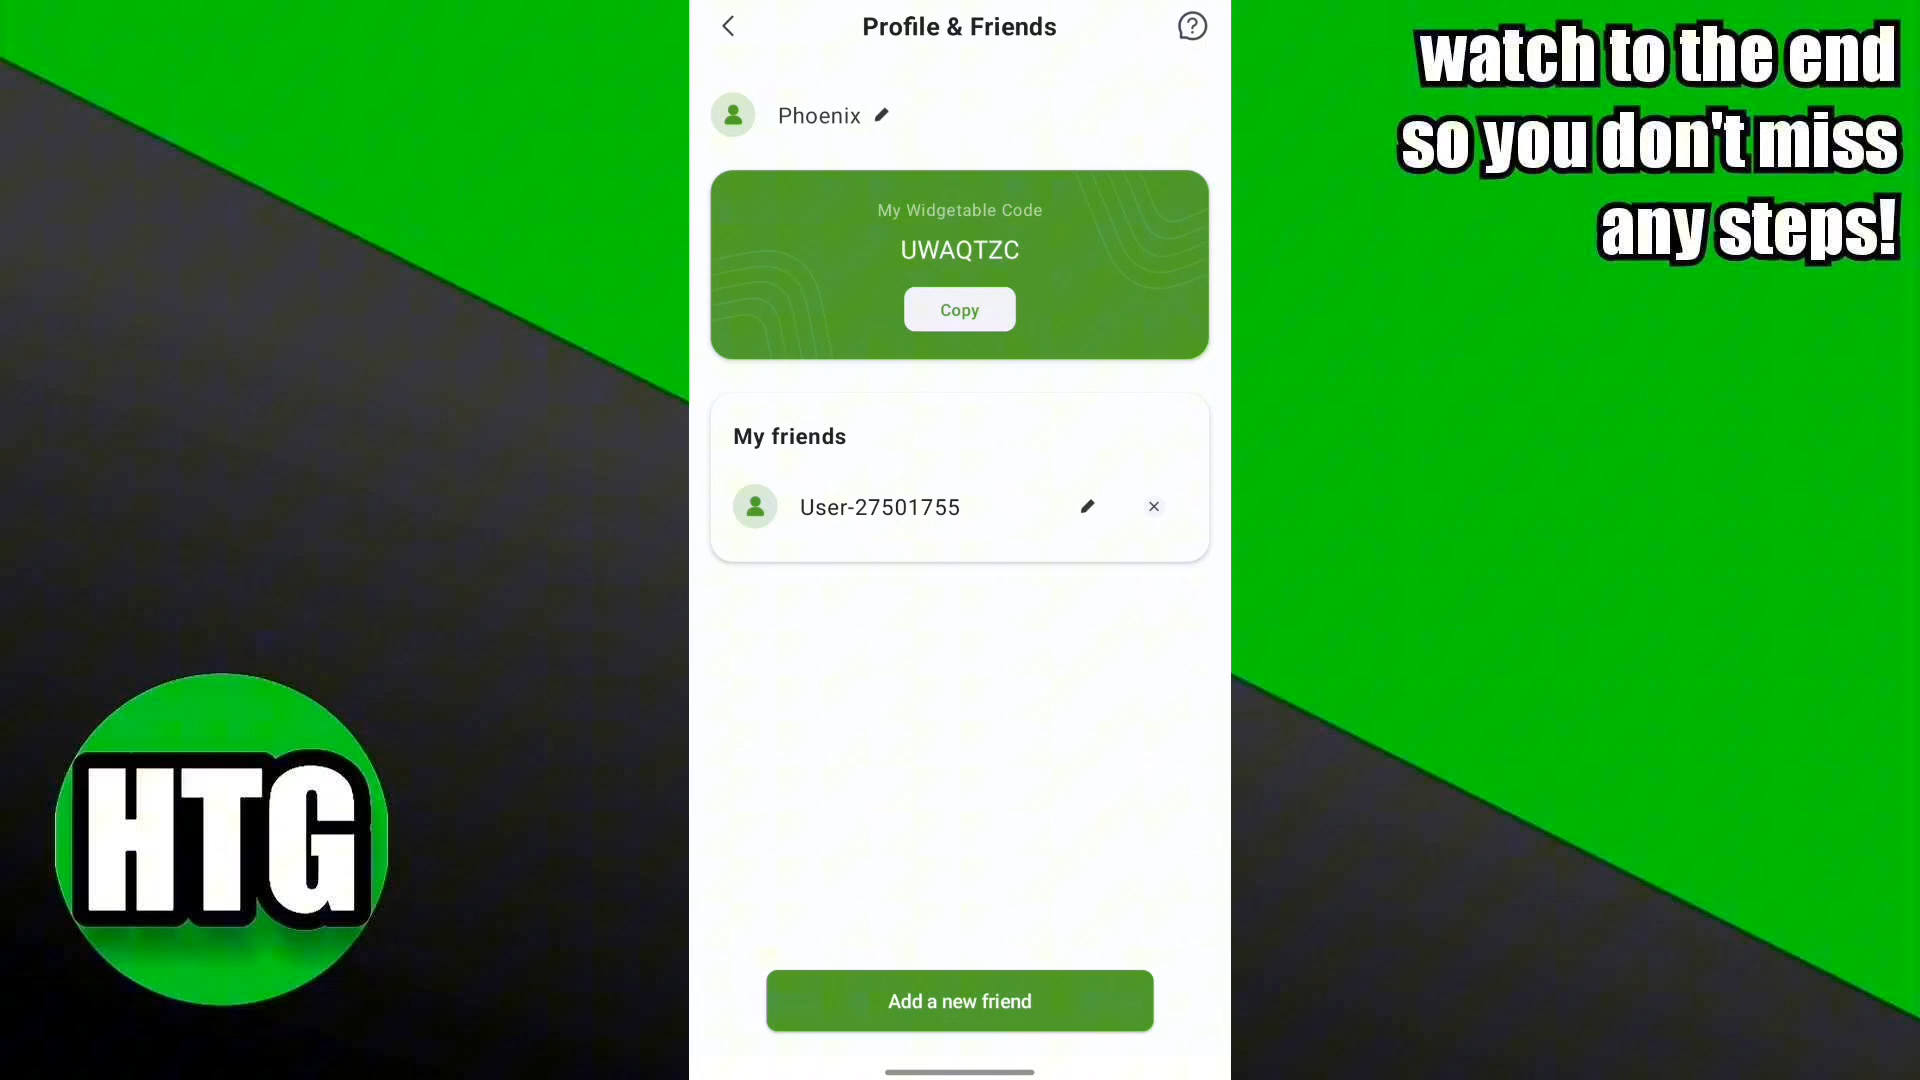 Profile & Friends
watch to the end
so you don't miss
any steps!
Phoenix
My Widgetable Code
UWAQTZC
Copy
My friends
User-27501755
HTG
Add a new friend